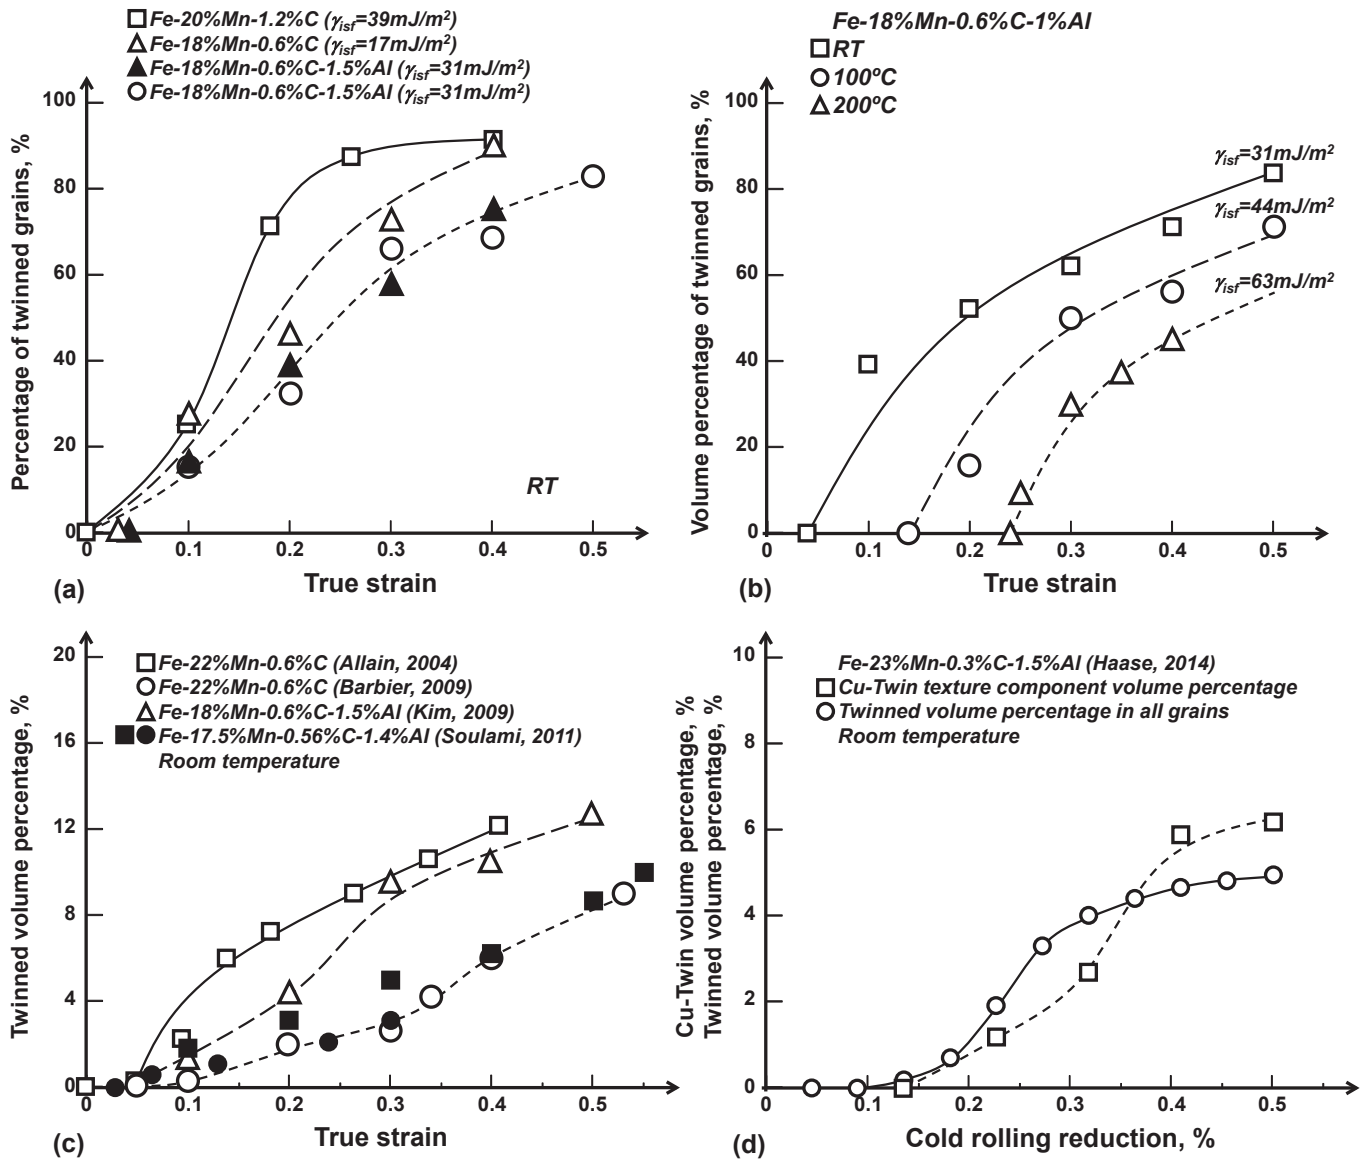 Fe-20%Mn-1.2%C (γisf=39mJ/m²)
Fe-18%Mn-0.6%C (γisf=17mJ/m²)
Fe-18%Mn-0.6%C-1.5%Al (γisf=31mJ/m²)
Fe-18%Mn-0.6%C-1.5%Al (γisf=31mJ/m²)
Percentage of twinned grains, %
100
80
60
40
20
0
RT
0 0.1 0.2 0.3 0.4 0.5
(a) True strain
Fe-18%Mn-0.6%C-1%Al
RT
100ºC
200ºC
Volume percentage of twinned grains, %
100
80
60
40
20
0
γisf=31mJ/m²
γisf=44mJ/m²
γisf=63mJ/m²
0 0.1 0.2 0.3 0.4 0.5
(b) True strain
Fe-22%Mn-0.6%C (Allain, 2004)
Fe-22%Mn-0.6%C (Barbier, 2009)
Fe-18%Mn-0.6%C-1.5%Al (Kim, 2009)
Fe-17.5%Mn-0.56%C-1.4%Al (Soulami, 2011)
Room temperature
Twinned volume percentage, %
20
16
12
8
4
0
0 0.1 0.2 0.3 0.4 0.5
(c) True strain
Fe-23%Mn-0.3%C-1.5%Al (Haase, 2014)
Cu-Twin texture component volume percentage
Twinned volume percentage in all grains
Room temperature
Cu-Twin volume percentage, %
Twinned volume percentage, %
10
8
6
4
2
0
0 0.1 0.2 0.3 0.4 0.5
(d) Cold rolling reduction, %